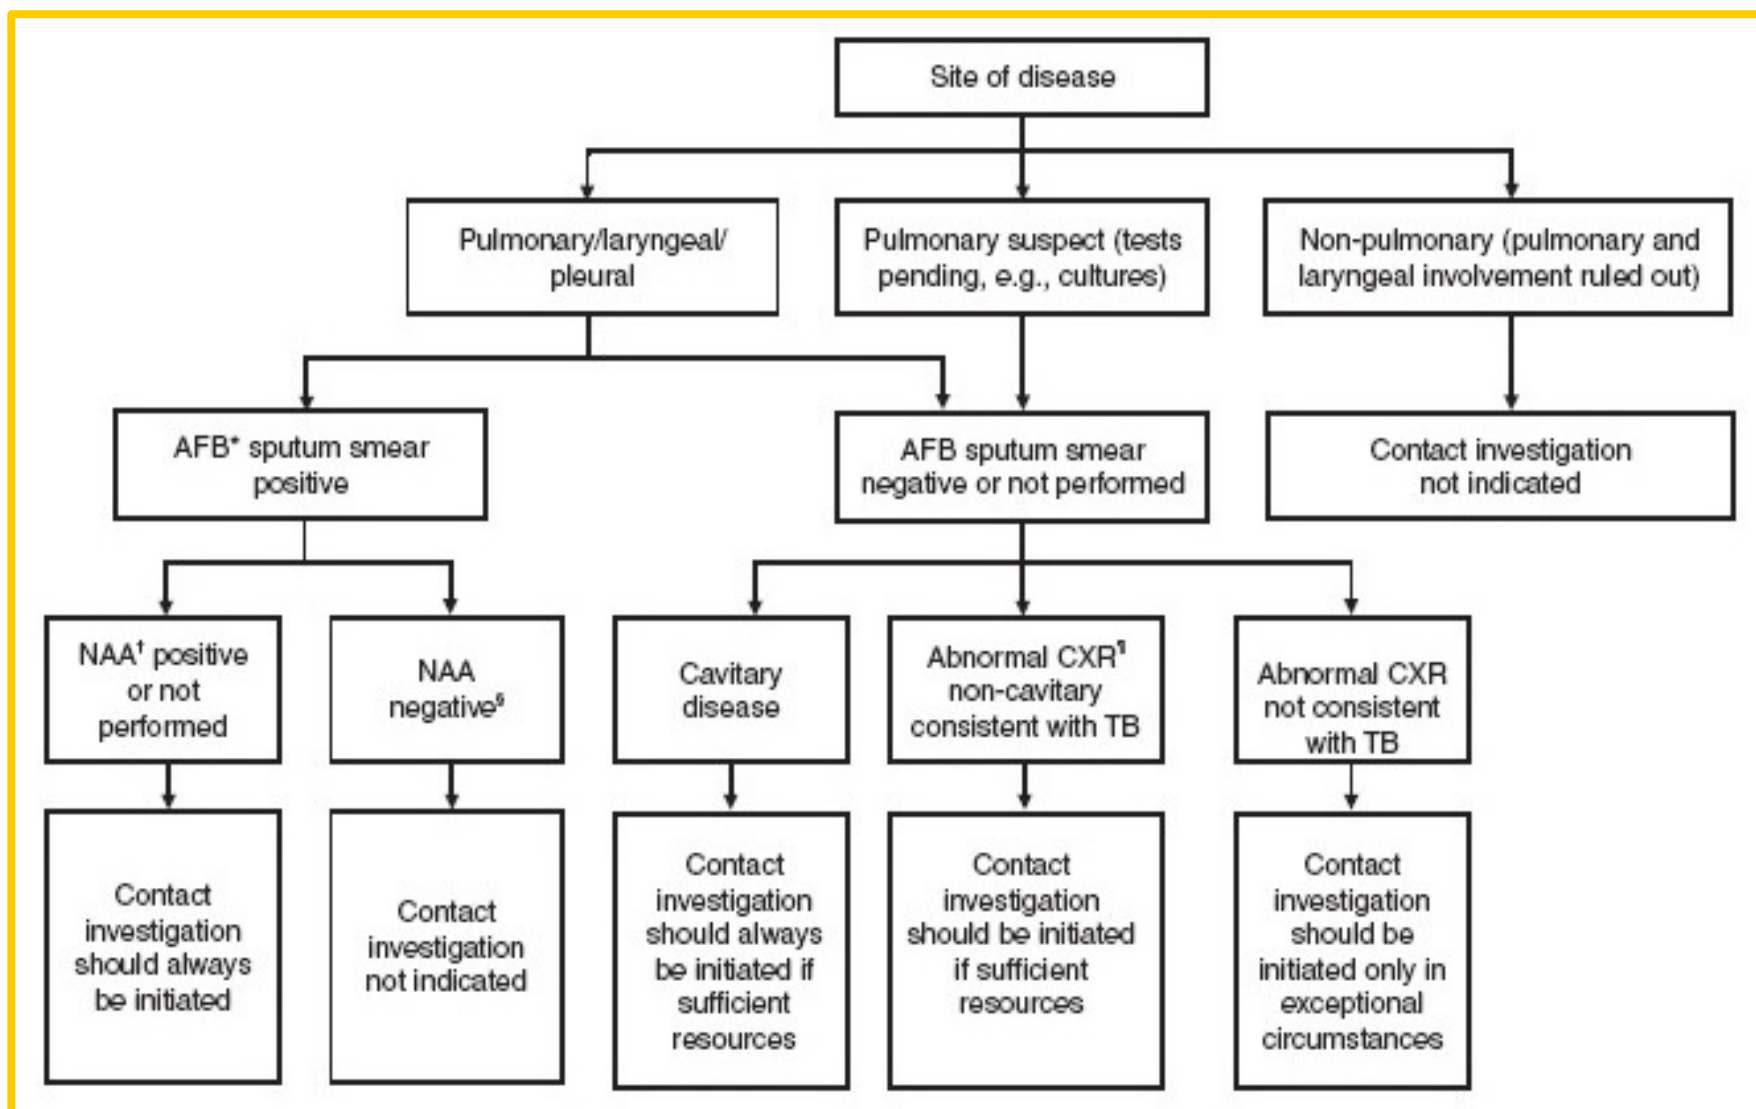 Site of disease
Pulmonary/laryngeal/
pleural
Pulmonary suspect (tests
pending, e.g., cultures)
Non-pulmonary (pulmonary and
laryngeal involvement ruled out)
AFB* sputum smear
positive
AFB sputum smear
negative or not performed
Contact investigation
not indicated
NAA† positive
or not
performed
NAA
negative§
Cavitary
disease
Abnormal CXR¶
non-cavitary
consistent with TB
Abnormal CXR
not consistent
with TB
Contact
investigation
should always
be initiated
Contact
investigation
not indicated
Contact
investigation
should always
be initiated if
sufficient
resources
Contact
investigation
should be initiated
if sufficient
resources
Contact
investigation
should be
initiated only in
exceptional
circumstances